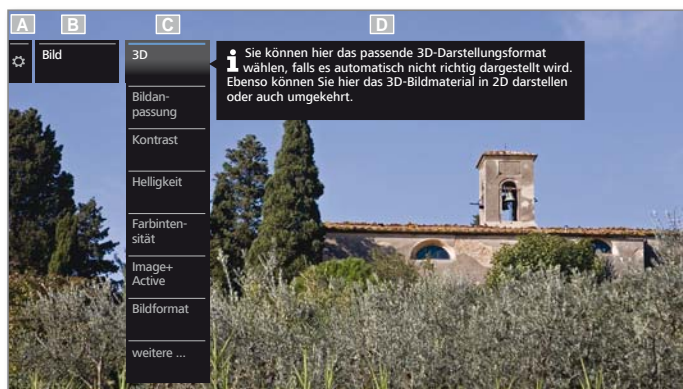 A B C D
Bild
3D
Sie können hier das passende 3D-Darstellungsformat
wählen, falls es automatisch nicht richtig dargestellt wird.
Ebenso können Sie hier das 3D-Bildmaterial in 2D darstellen
oder auch umgekehrt.
Bildan-
passung
Kontrast
Helligkeit
Farbinten-
sität
Image+
Active
Bildformat
weitere ...